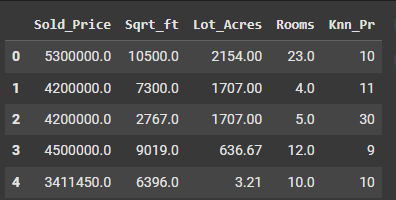 Sold_Price Sqrt_ft Lot_Acres Rooms Knn_Pr
0 5300000.0 10500.0 2154.00 23.0 10
1 4200000.0 7300.0 1707.00 4.0 11
2 4200000.0 2767.0 1707.00 5.0 30
3 4500000.0 9019.0 636.67 12.0 9
4 3411450.0 6396.0 3.21 10.0 10